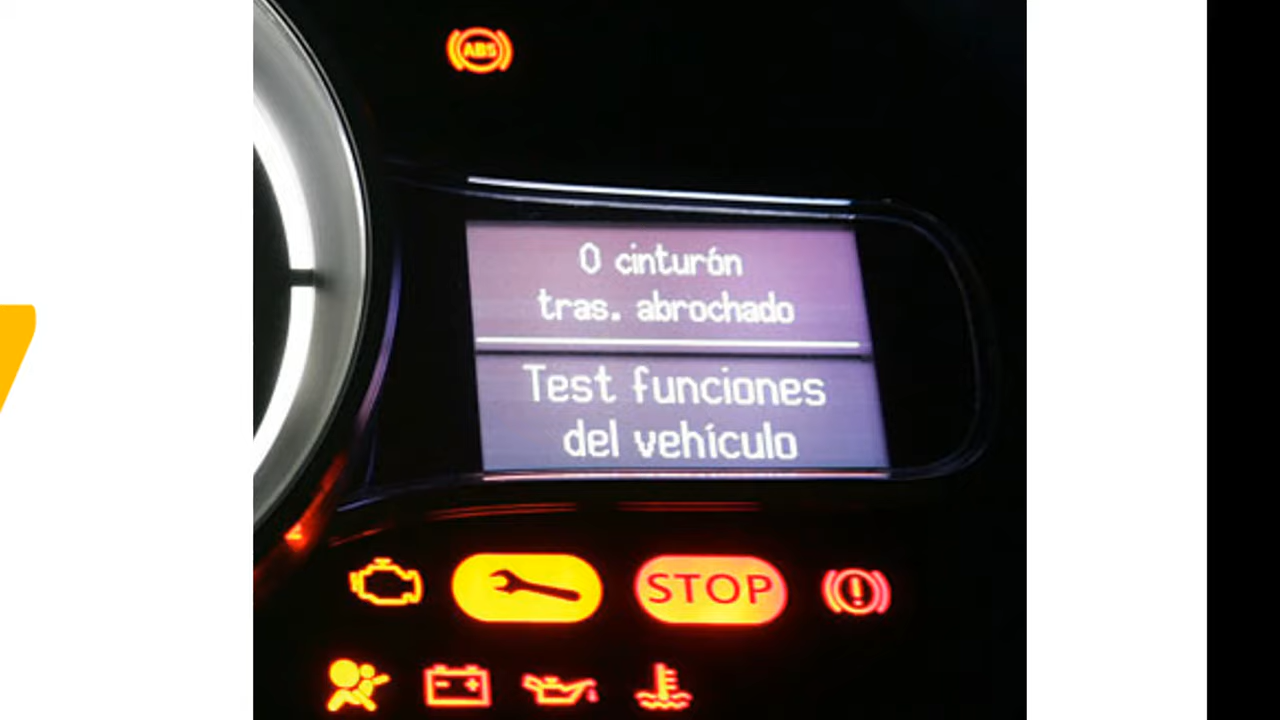 ABS
0 cinturón
tras. abrochado
Test funciones
del vehículo
STOP